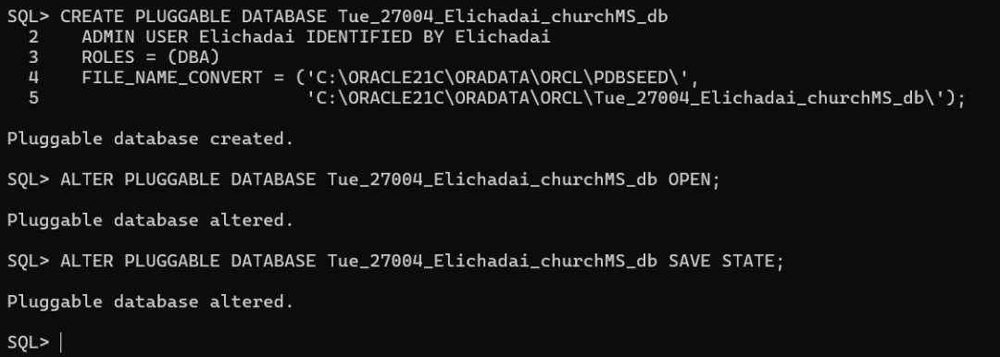 SQL> CREATE PLUGGABLE DATABASE Tue_27004_Elichadai_churchMS_db
  2    ADMIN USER Elichadai IDENTIFIED BY Elichadai
  3    ROLES = (DBA)
  4    FILE_NAME_CONVERT = ('C:\ORACLE21C\ORADATA\ORCL\PDBSEED\',
  5                         'C:\ORACLE21C\ORADATA\ORCL\Tue_27004_Elichadai_churchMS_db\');
Pluggable database created.
SQL> ALTER PLUGGABLE DATABASE Tue_27004_Elichadai_churchMS_db OPEN;
Pluggable database altered.
SQL> ALTER PLUGGABLE DATABASE Tue_27004_Elichadai_churchMS_db SAVE STATE;
Pluggable database altered.
SQL>